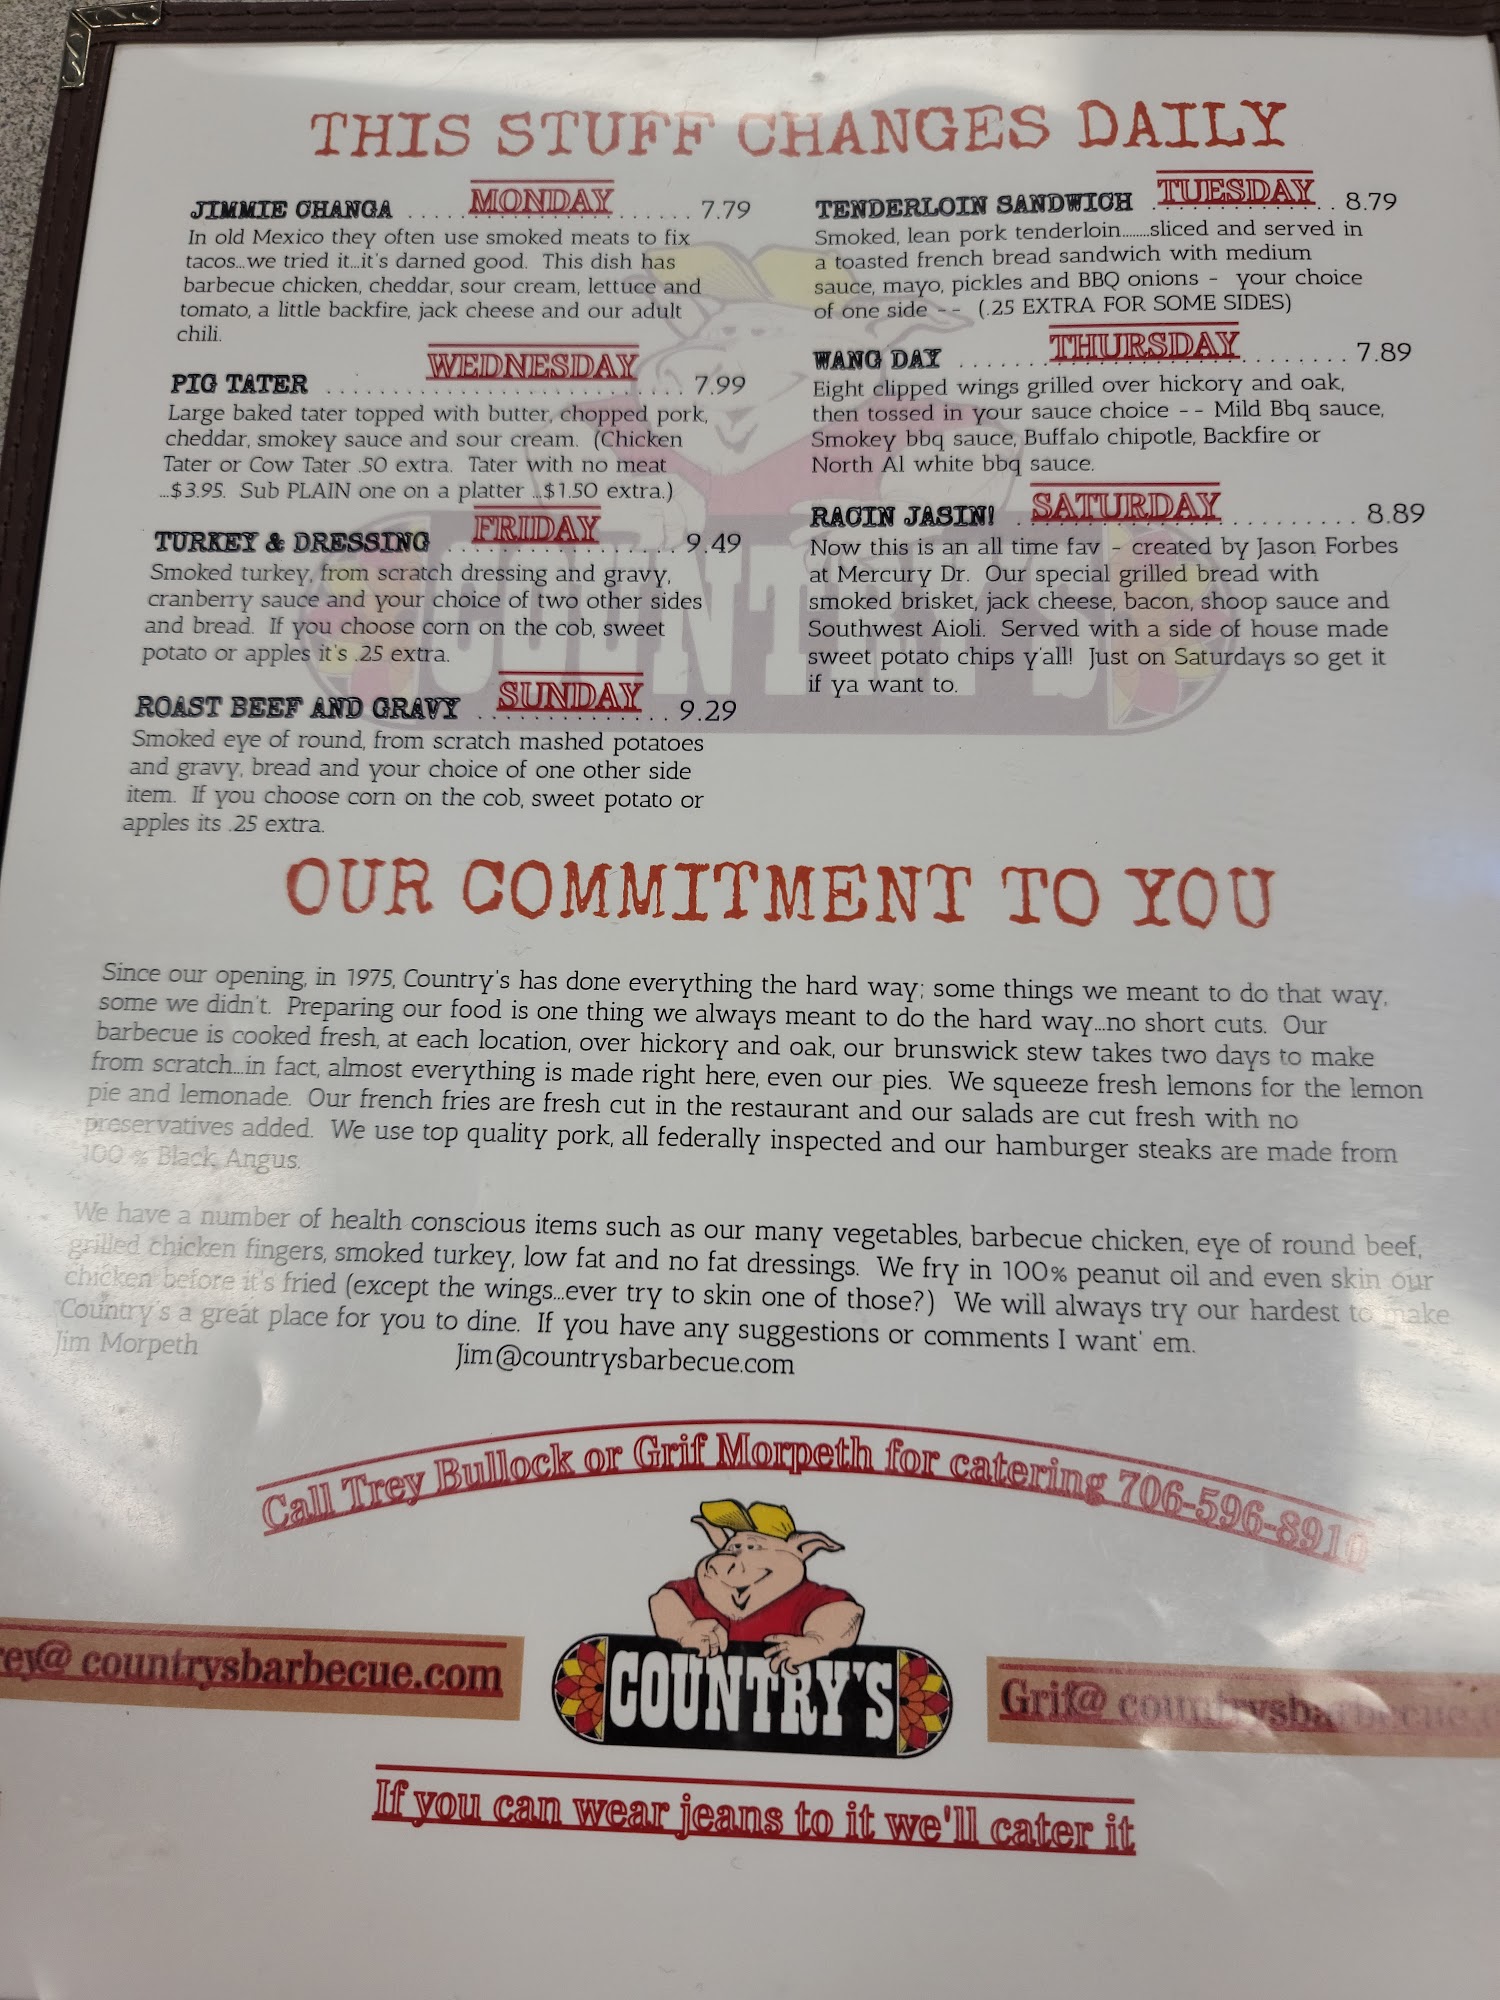 THIS STUFF CHANGES DAILY
JIMMIE CHANGA ..... MONDAY ...... 7.79
In old Mexico they often use smoked meats to fix
tacos...we tried it...it's darned good. This dish has
barbecue chicken, cheddar, sour cream, lettuce and
tomato, a little backfire, jack cheese and our adult
chili.
WEDNESDAY
PIG TATER ............................ 7.99
Large baked tater topped with butter, chopped pork,
cheddar, smokey sauce and sour cream. (Chicken
Tater or Cow Tater .50 extra. Tater with no meat
...$3.95. Sub PLAIN one on a platter ...$1.50 extra.)
TURKEY & DRESSING .. FRIDAY ...... 9.49
Smoked turkey, from scratch dressing and gravy,
cranberry sauce and your choice of two other sides
and bread. If you choose corn on the cob, sweet
potato or apples it's .25 extra.
ROAST BEEF AND GRAVY .. SUNDAY .. 9.29
Smoked eye of round, from scratch mashed potatoes
and gravy, bread and your choice of one other side
item. If you choose corn on the cob, sweet potato or
apples its .25 extra.
TENDERLOIN SANDWICH . TUESDAY .. 8.79
Smoked, lean pork tenderloin........sliced and served in
a toasted french bread sandwich with medium
sauce, mayo, pickles and BBQ onions - your choice
of one side -- (.25 EXTRA FOR SOME SIDES)
WANG DAY ....... THURSDAY ........ 7.89
Eight clipped wings grilled over hickory and oak,
then tossed in your sauce choice -- Mild Bbq sauce,
Smokey bbq sauce, Buffalo chipotle, Backfire or
North Al white bbq sauce.
RACIN JASIN! . SATURDAY .......... 8.89
Now this is an all time fav - created by Jason Forbes
at Mercury Dr. Our special grilled bread with
smoked brisket, jack cheese, bacon, shoop sauce and
Southwest Aioli. Served with a side of house made
sweet potato chips y'all! Just on Saturdays so get it
if ya want to.
OUR COMMITMENT TO YOU
Since our opening, in 1975, Country's has done everything the hard way; some things we meant to do that way,
some we didn't. Preparing our food is one thing we always meant to do the hard way...no short cuts. Our
barbecue is cooked fresh, at each location, over hickory and oak, our brunswick stew takes two days to make
from scratch...in fact, almost everything is made right here, even our pies. We squeeze fresh lemons for the lemon
pie and lemonade. Our french fries are fresh cut in the restaurant and our salads are cut fresh with no
preservatives added. We use top quality pork, all federally inspected and our hamburger steaks are made from
100 % Black Angus.
We have a number of health conscious items such as our many vegetables, barbecue chicken, eye of round beef,
grilled chicken fingers, smoked turkey, low fat and no fat dressings. We fry in 100% peanut oil and even skin our
chicken before it's fried (except the wings...ever try to skin one of those?) We will always try our hardest to make
Country's a great place for you to dine. If you have any suggestions or comments I want' em.
Jim Morpeth Jim@countrysbarbecue.com
Call Trey Bullock or Grif Morpeth for catering 706-596-8910
rey@ countrysbarbecue.com
COUNTRY'S
Grif@ countrysbarbecue.c
If you can wear jeans to it we'll cater it